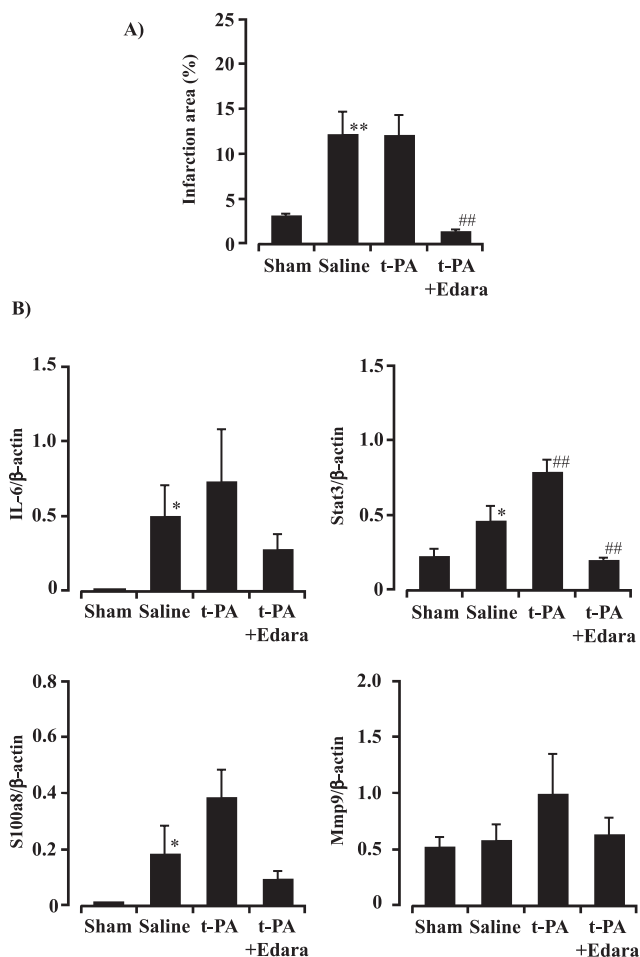 A)
Infarction area (%)
25
20
15
10
5
0
**
##
Sham Saline t-PA t-PA
+Edara
B)
IL-6/β-actin
1.5
1.0
0.5
0
*
Sham Saline t-PA t-PA
+Edara
Stat3/β-actin
1.5
1.0
0.5
0
*
##
##
Sham Saline t-PA t-PA
+Edara
S100a8/β-actin
0.8
0.6
0.4
0.2
0
*
Sham Saline t-PA t-PA
+Edara
Mmp9/β-actin
2.0
1.5
1.0
0.5
0.0
Sham Saline t-PA t-PA
+Edara